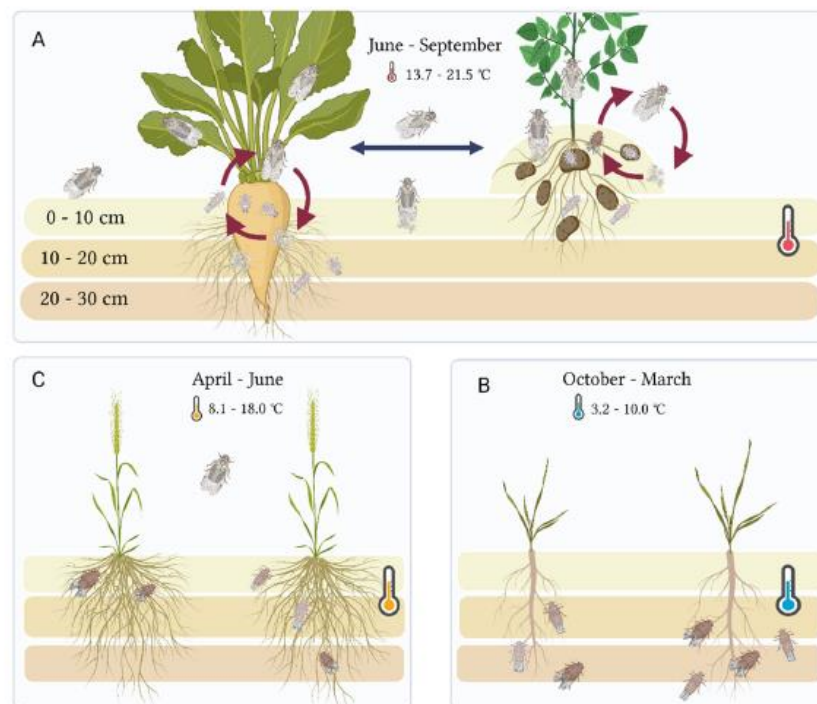 A
June - September
13.7 - 21.5 ℃
0 - 10 cm
10 - 20 cm
20 - 30 cm
C
April - June
8.1 - 18.0 ℃
B
October - March
3.2 - 10.0 ℃